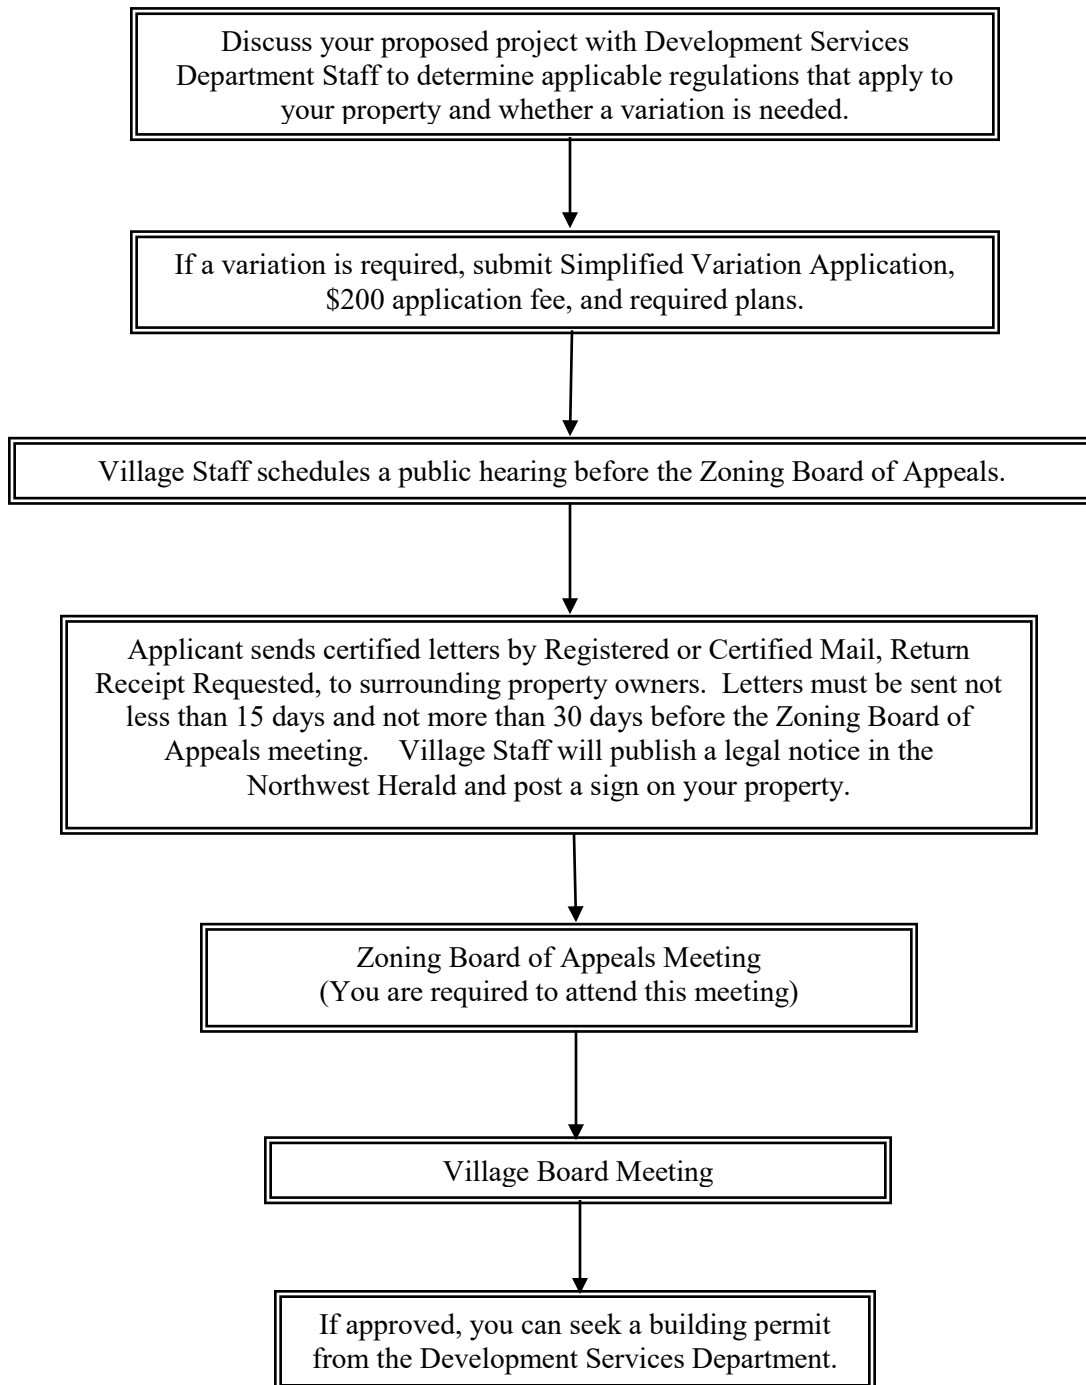 Discuss your proposed project with Development Services
Department Staff to determine applicable regulations that apply to
your property and whether a variation is needed.
If a variation is required, submit Simplified Variation Application,
$200 application fee, and required plans.
Village Staff schedules a public hearing before the Zoning Board of Appeals.
Applicant sends certified letters by Registered or Certified Mail, Return
Receipt Requested, to surrounding property owners.  Letters must be sent not
less than 15 days and not more than 30 days before the Zoning Board of
Appeals meeting.    Village Staff will publish a legal notice in the
Northwest Herald and post a sign on your property.
Zoning Board of Appeals Meeting
(You are required to attend this meeting)
Village Board Meeting
If approved, you can seek a building permit
from the Development Services Department.